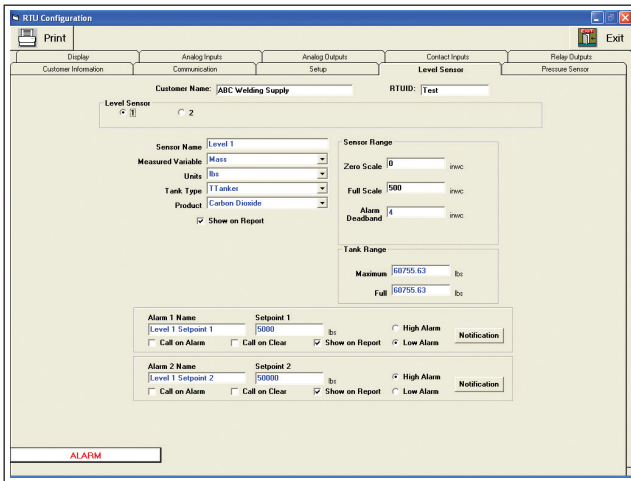 RTU Configuration
Print
EXIT
Exit
Display Analog Inputs Analog Outputs Contact Inputs Relay Outputs
Customer Information Communication Setup Level Sensor Pressure Sensor
Customer Name: ABC Welding Supply RTUID: Test
Level Sensor
1 2
Sensor Name Level 1
Measured Variable Mass
Units lbs
Tank Type TTanker
Product Carbon Dioxide
Show on Report
Sensor Range
Zero Scale 0 inwc
Full Scale 500 inwc
Alarm Deadband 4 inwc
Tank Range
Maximum 60755.63 lbs
Full 60755.63 lbs
Alarm 1 Name Setpoint 1
Level 1 Setpoint 1 5000 lbs High Alarm Notification
Call on Alarm Call on Clear Show on Report Low Alarm
Alarm 2 Name Setpoint 2
Level 1 Setpoint 2 50000 lbs High Alarm Notification
Call on Alarm Call on Clear Show on Report Low Alarm
ALARM